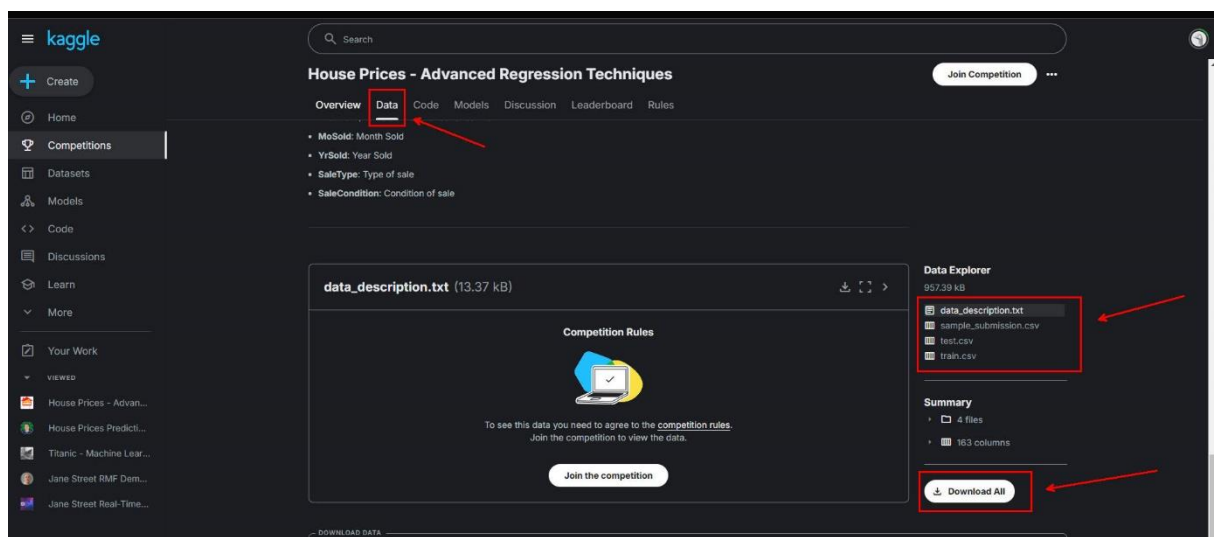 kaggle
Search
Create
Home
Competitions
Datasets
Models
Code
Discussions
Learn
More
Your Work
VIEWED
House Prices - Advan...
House Prices Predicti...
Titanic - Machine Lear...
Jane Street RMF Dem...
Jane Street Real-Time...
House Prices - Advanced Regression Techniques
Join Competition
Overview Data Code Models Discussion Leaderboard Rules
MoSold: Month Sold
YrSold: Year Sold
SaleType: Type of sale
SaleCondition: Condition of sale
data_description.txt (13.37 kB)
Competition Rules
To see this data you need to agree to the competition rules.
Join the competition to view the data.
Join the competition
Data Explorer
957.39 kB
data_description.txt
sample_submission.csv
test.csv
train.csv
Summary
4 files
163 columns
Download All
DOWNLOAD DATA